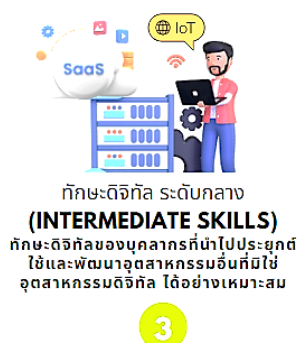 IoT
SaaS
ทักษะดิจิทัล ระดับกลาง
(INTERMEDIATE SKILLS)
ทักษะดิจิทัลของบุคลากรที่นำไปประยุกต์
ใช้และพัฒนาอุตสาหกรรมอื่นที่มิใช่
อุตสาหกรรมดิจิทัล ได้อย่างเหมาะสม
3